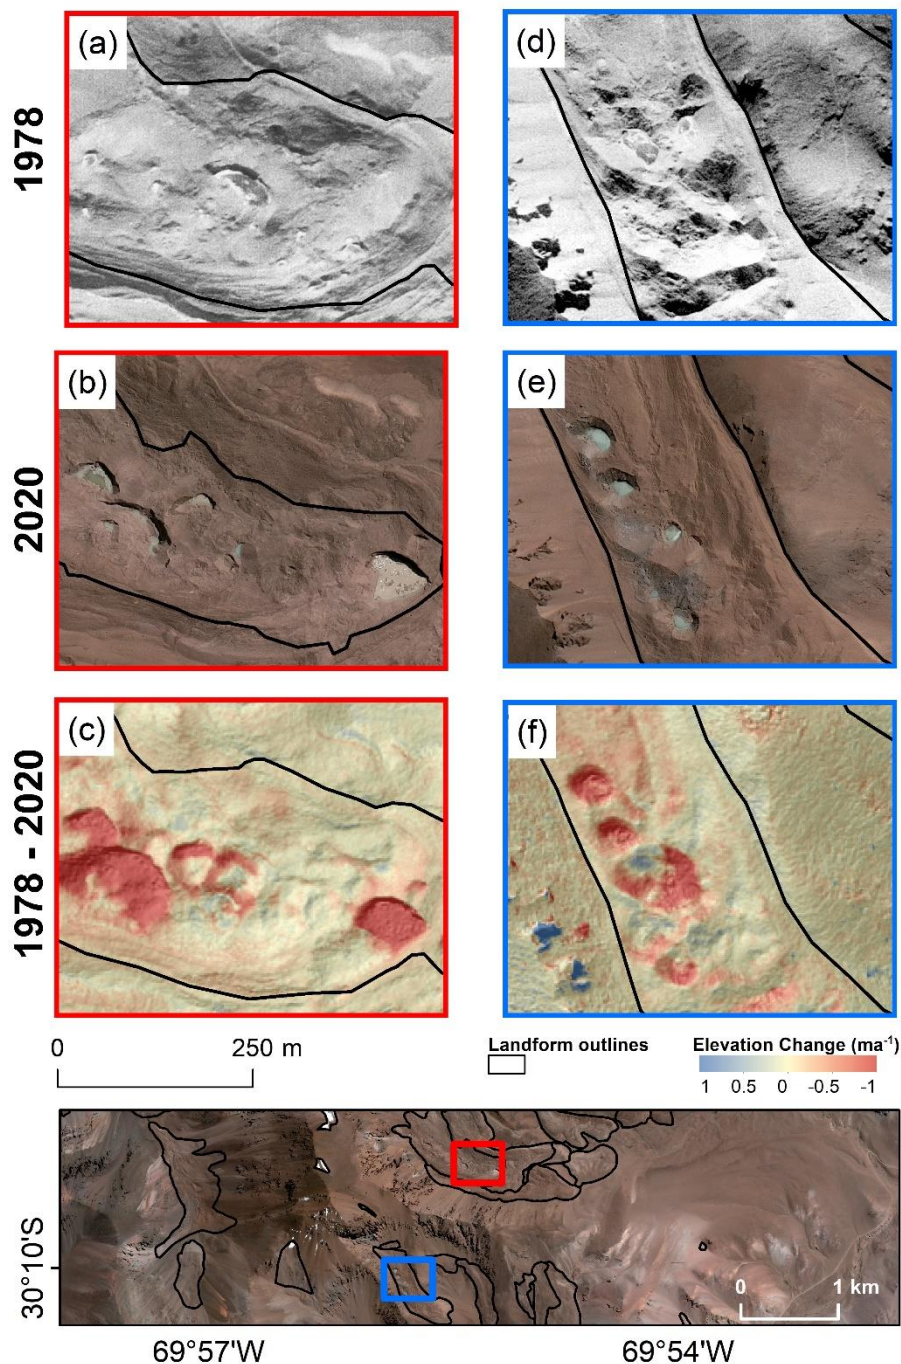 1978
(a)
(d)
2020
(b)
(e)
1978 - 2020
(c)
(f)
0 250 m
Landform outlines
Elevation Change (ma⁻¹)
1 0.5 0 -0.5 -1
30°10'S
0 1 km
69°57'W 69°54'W